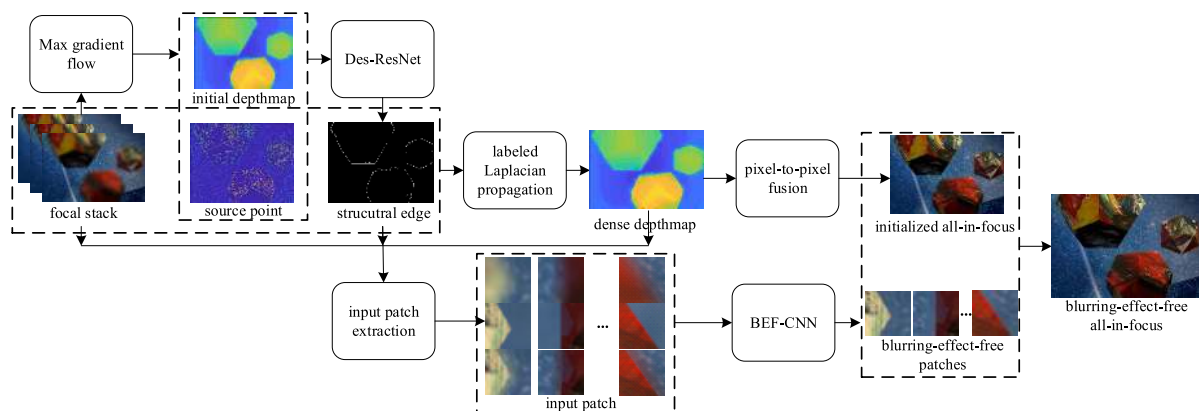 Max gradient
flow
initial depthmap
Des-ResNet
focal stack
source point
strucutral edge
labeled
Laplacian
propagation
dense depthmap
pixel-to-pixel
fusion
initialized all-in-focus
input patch
extraction
...
input patch
BEF-CNN
...
blurring-effect-free
patches
blurring-effect-free
all-in-focus